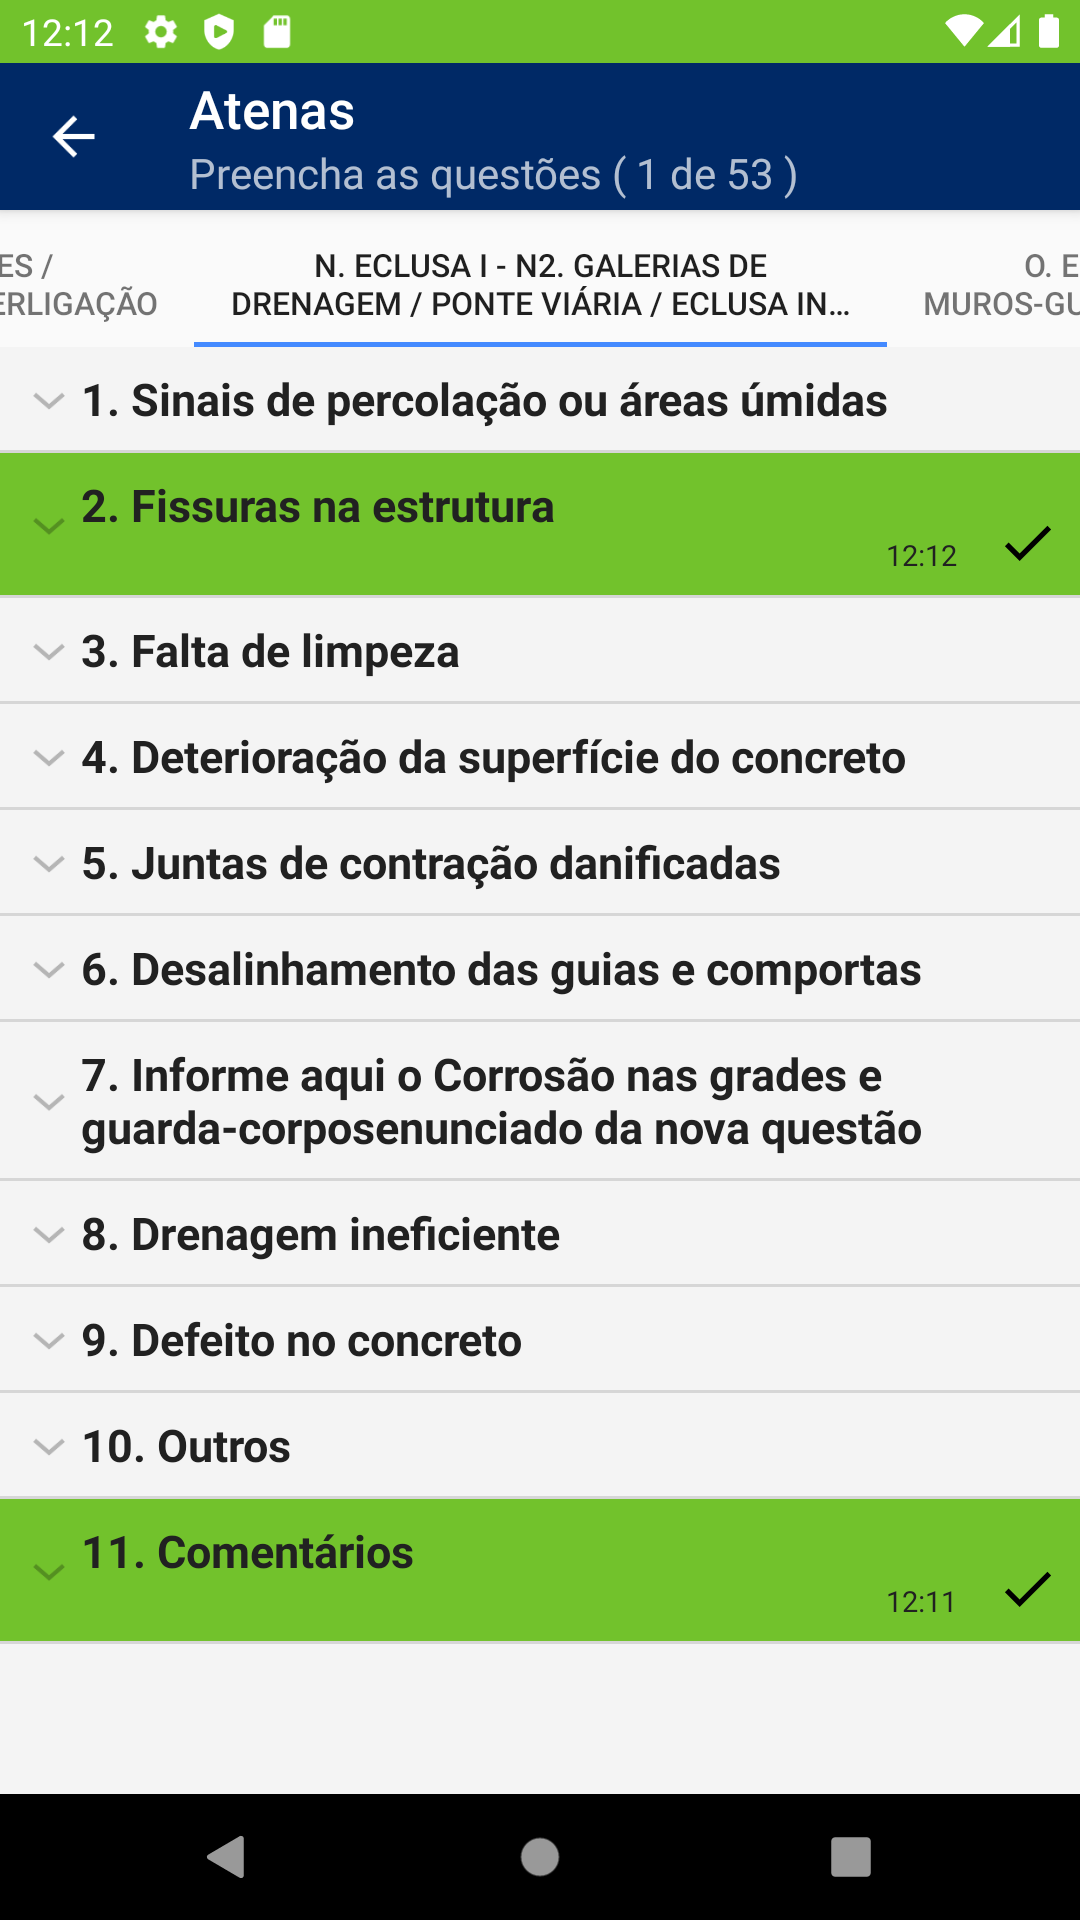 12:12
Atenas
Preencha as questões ( 1 de 53 )
ES /
ERLIGAÇÃO
N. ECLUSA I - N2. GALERIAS DE
DRENAGEM / PONTE VIÁRIA / ECLUSA IN...
O. E
MUROS-GU
1. Sinais de percolação ou áreas úmidas
2. Fissuras na estrutura
12:12
3. Falta de limpeza
4. Deterioração da superfície do concreto
5. Juntas de contração danificadas
6. Desalinhamento das guias e comportas
7. Informe aqui o Corrosão nas grades e
guarda-corposenunciado da nova questão
8. Drenagem ineficiente
9. Defeito no concreto
10. Outros
11. Comentários
12:11